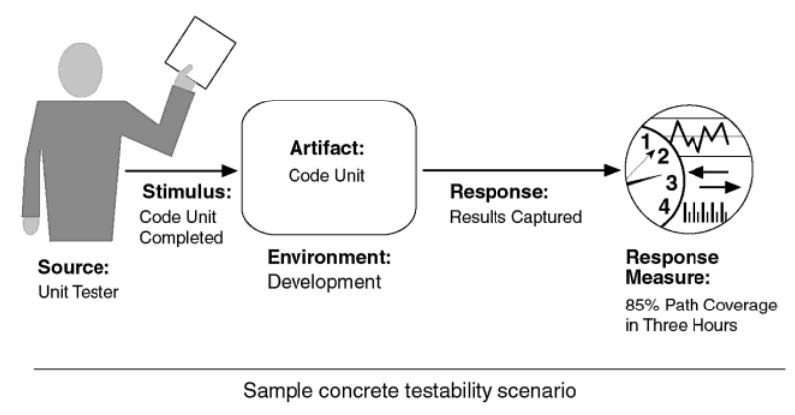 Source:
Unit Tester
Stimulus:
Code Unit
Completed
Artifact:
Code Unit
Environment:
Development
Response:
Results Captured
1
2
3
4
Response
Measure:
85% Path Coverage
in Three Hours
Sample concrete testability scenario